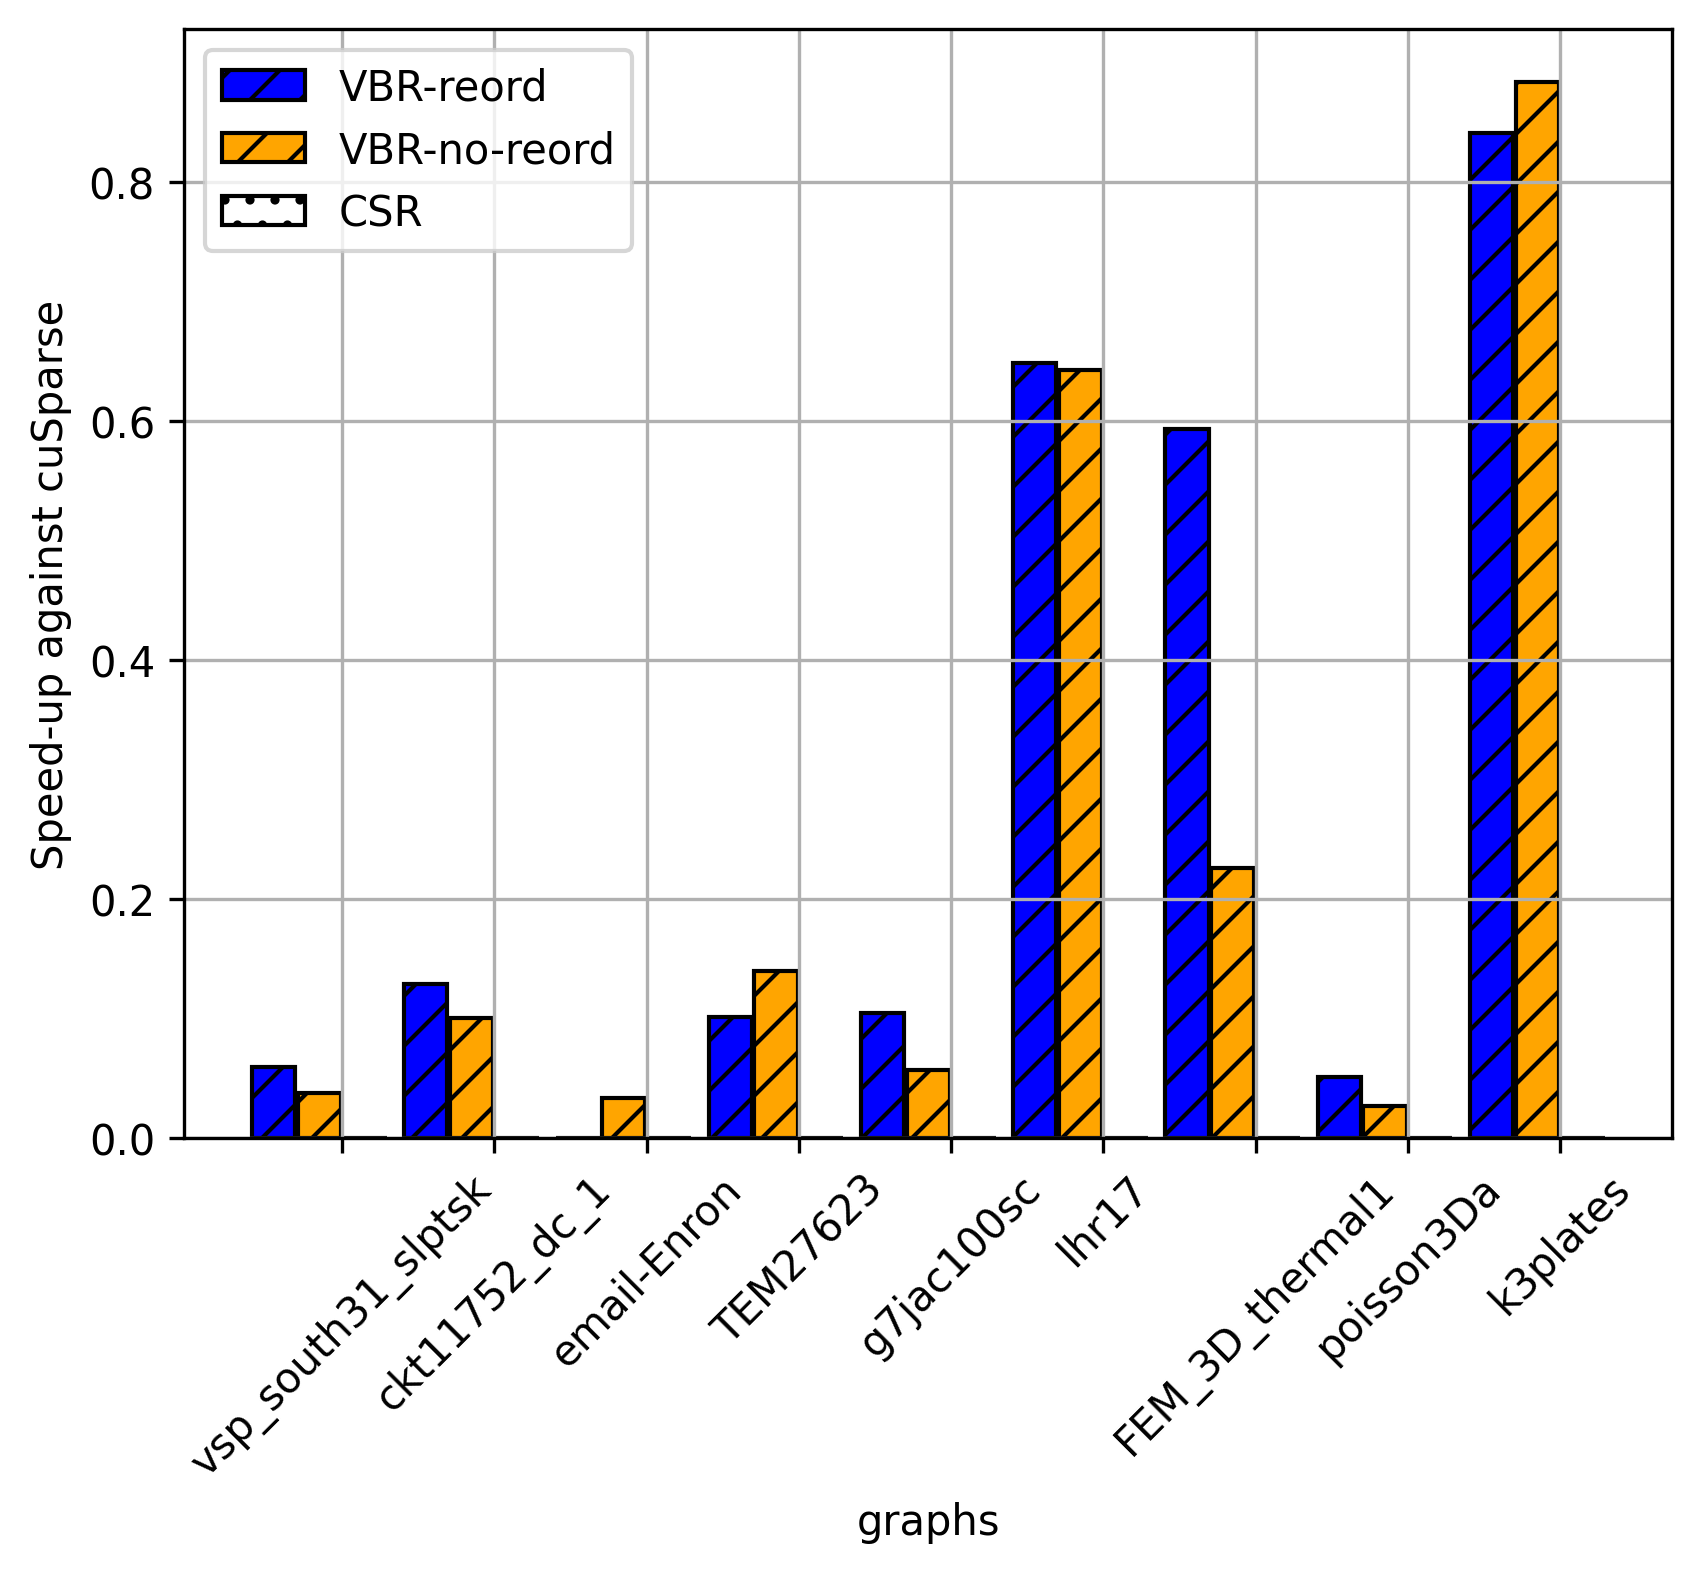 VBR-reord
VBR-no-reord
CSR
Speed-up against cuSparse
0.8
0.6
0.4
0.2
0.0
vsp_south31_slptsk
ckt11752_dc_1
email-Enron
TEM27623
g7jac100sc
lhr17
FEM_3D_thermal1
poisson3Da
k3plates
graphs